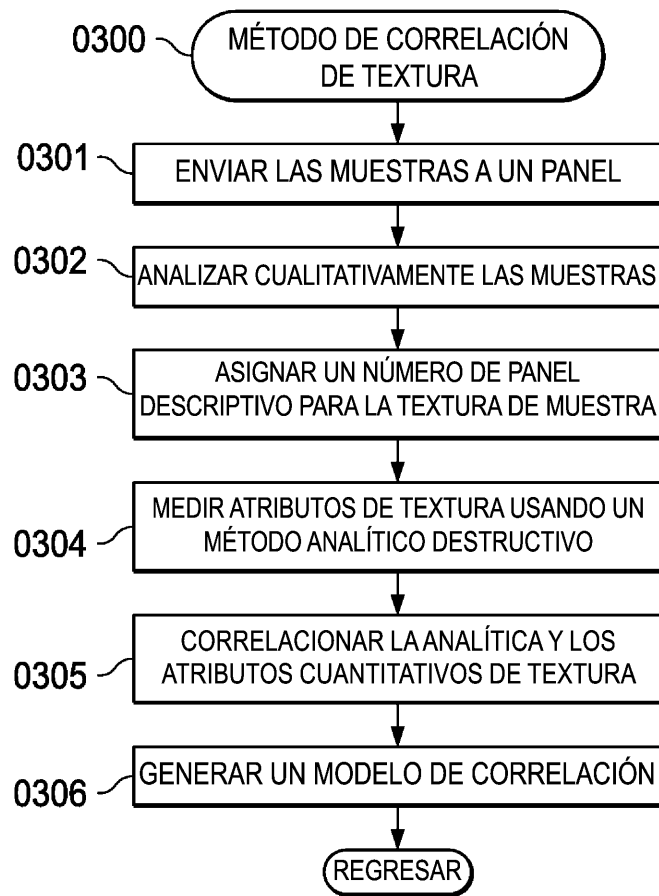 0300
MÉTODO DE CORRELACIÓN
DE TEXTURA
0301
ENVIAR LAS MUESTRAS A UN PANEL
0302
ANALIZAR CUALITATIVAMENTE LAS MUESTRAS
0303
ASIGNAR UN NÚMERO DE PANEL
DESCRIPTIVO PARA LA TEXTURA DE MUESTRA
0304
MEDIR ATRIBUTOS DE TEXTURA USANDO UN
MÉTODO ANALÍTICO DESTRUCTIVO
0305
CORRELACIONAR LA ANALÍTICA Y LOS
ATRIBUTOS CUANTITATIVOS DE TEXTURA
0306
GENERAR UN MODELO DE CORRELACIÓN
REGRESAR